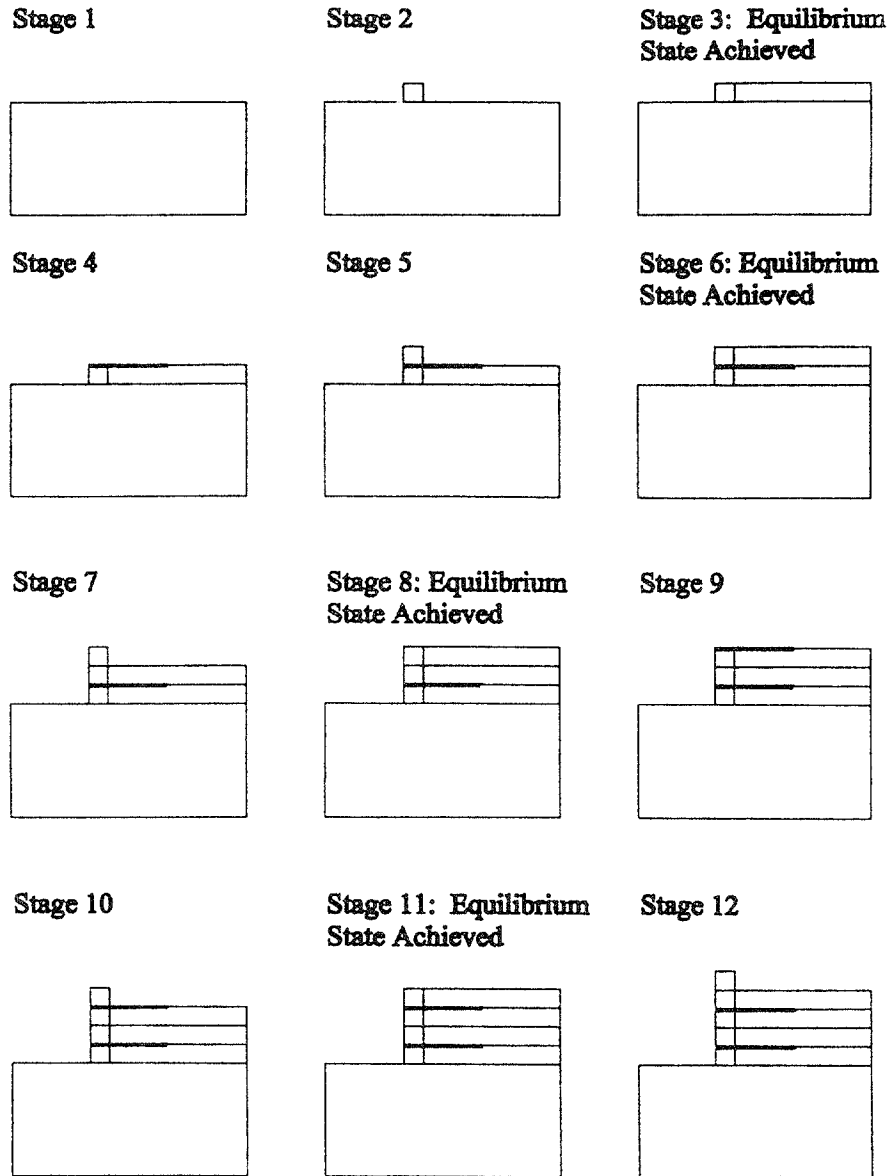 Stage 1
Stage 2
Stage 3: Equilibrium
State Achieved
Stage 4
Stage 5
Stage 6: Equilibrium
State Achieved
Stage 7
Stage 8: Equilibrium
State Achieved
Stage 9
Stage 10
Stage 11: Equilibrium
State Achieved
Stage 12